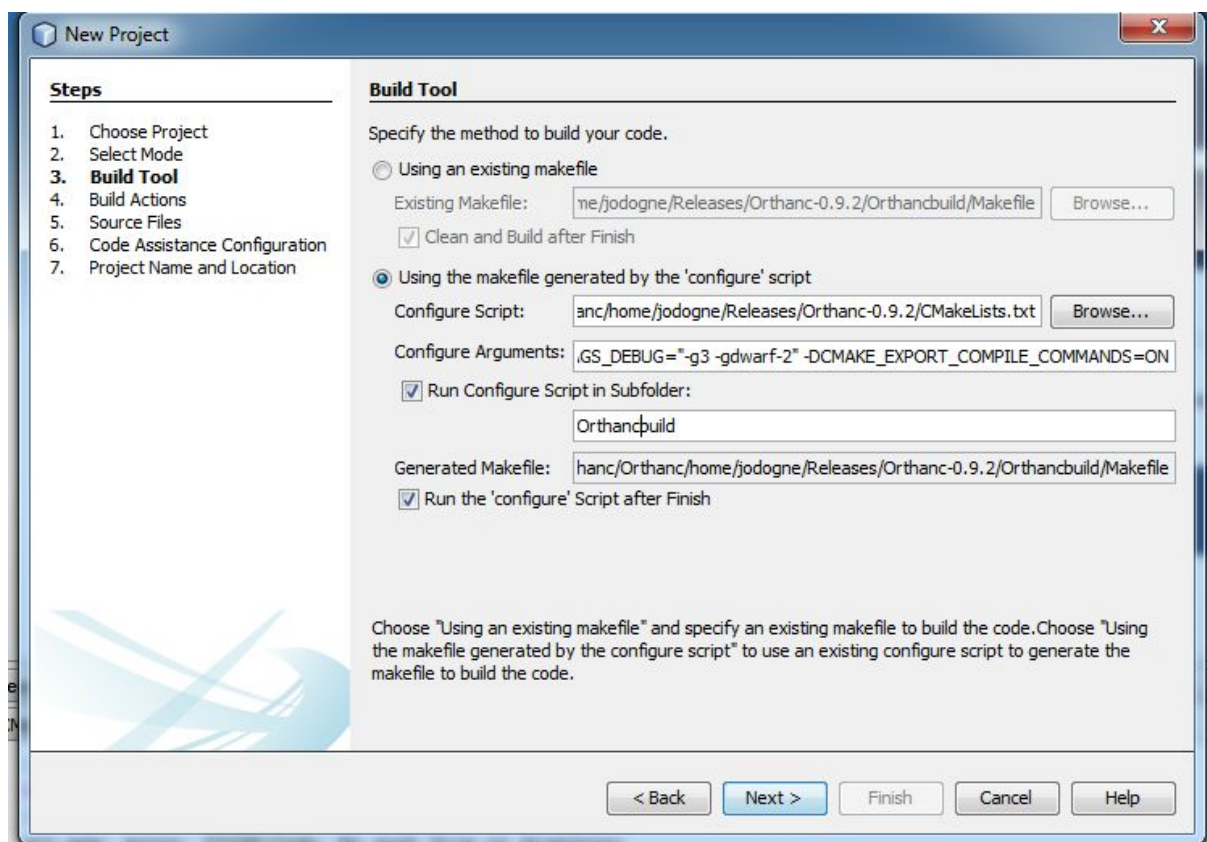 New Project
Steps
1. Choose Project
2. Select Mode
3. Build Tool
4. Build Actions
5. Source Files
6. Code Assistance Configuration
7. Project Name and Location
Build Tool
Specify the method to build your code.
Using an existing makefile
Existing Makefile: me/jodogne/Releases/Orthanc-0.9.2/Orthancbuild/Makefile Browse...
Clean and Build after Finish
Using the makefile generated by the 'configure' script
Configure Script: anc/home/jodogne/Releases/Orthanc-0.9.2/CMakeLists.txt Browse...
Configure Arguments: .GS_DEBUG="-g3 -gdwarf-2" -DCMAKE_EXPORT_COMPILE_COMMANDS=ON
Run Configure Script in Subfolder:
Orthancbuild
Generated Makefile: hanc/Orthanc/home/jodogne/Releases/Orthanc-0.9.2/Orthancbuild/Makefile
Run the 'configure' Script after Finish
Choose "Using an existing makefile" and specify an existing makefile to build the code.Choose "Using
the makefile generated by the configure script" to use an existing configure script to generate the
makefile to build the code.
< Back Next > Finish Cancel Help